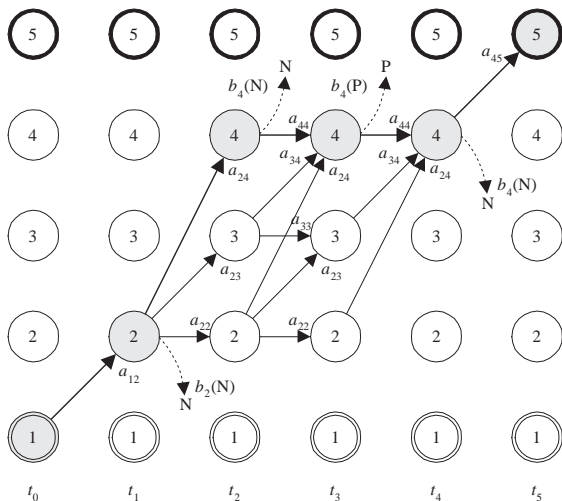 5 5 5 5 5 5
a₄₅
N P
b₄(N) b₄(P)
4 4 4 4 4 4
a₄₄ a₄₄
a₃₄ a₃₄
a₂₄ a₂₄ a₂₄
b₄(N)
N
3 3 3 3 3 3
a₃₃
a₂₃ a₂₃
2 2 2 2 2 2
a₂₂ a₂₂
a₁₂
b₂(N)
N
1 1 1 1 1 1
t₀ t₁ t₂ t₃ t₄ t₅